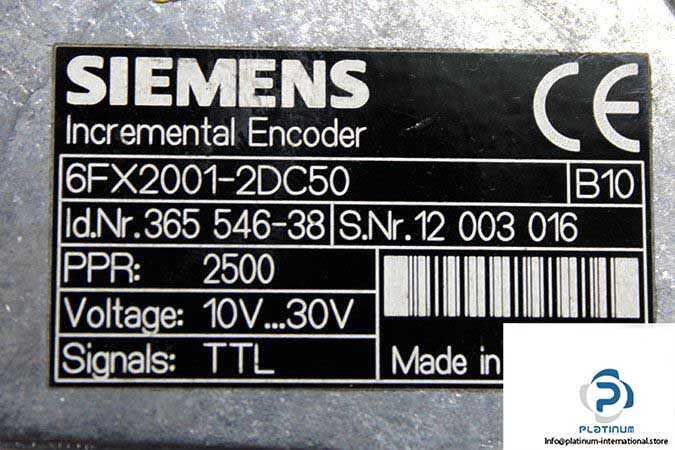 SIEMENS
CE
Incremental Encoder
6FX2001-2DC50 B10
Id.Nr.365 546-38 S.Nr.12 003 016
PPR: 2500
Voltage: 10V...30V
Signals: TTL Made in
PLATINUM
Info@platinum-international.store